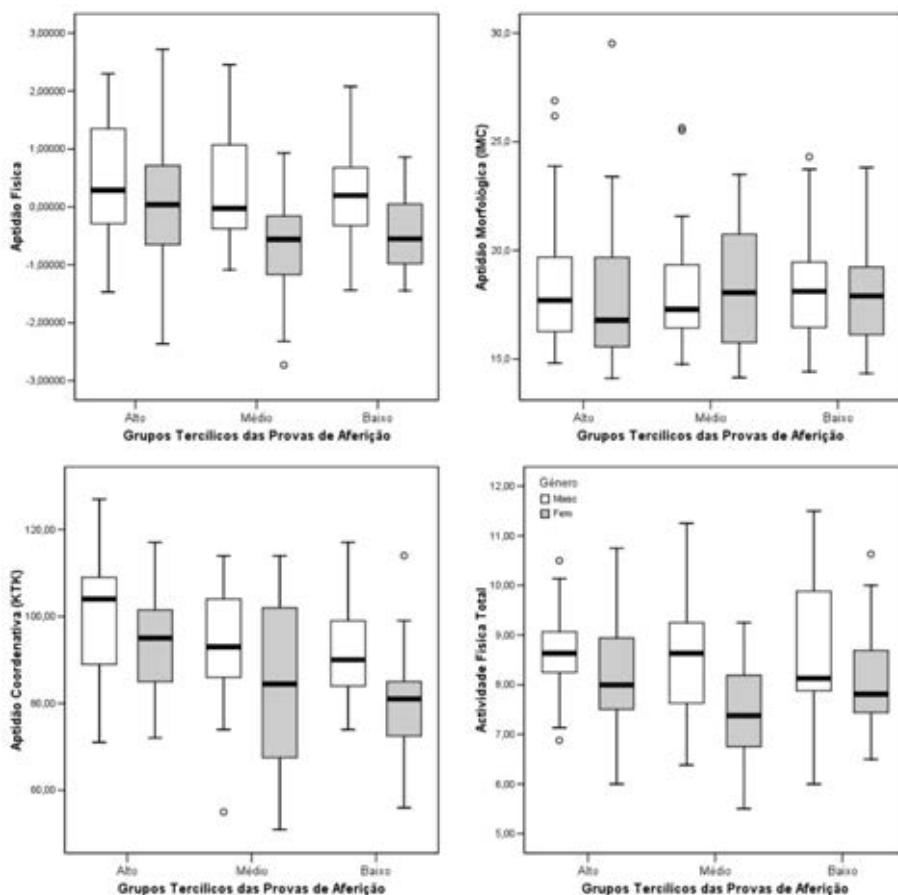 Aptidão Física
3,00000
2,00000
1,00000
0,00000
-1,00000
-2,00000
-3,00000
Alto
Médio
Baixo
Grupos Tercílicos das Provas de Aferição
Aptidão Morfológica (IMC)
30,0
25,0
20,0
15,0
Alto
Médio
Baixo
Grupos Tercílicos das Provas de Aferição
Aptidão Coordenativa (KTK)
120,00
100,00
80,00
60,00
Alto
Médio
Baixo
Grupos Tercílicos das Provas de Aferição
Actividade Física Total
12,00
11,00
10,00
9,00
8,00
7,00
6,00
5,00
Género
Masc
Fem
Alto
Médio
Baixo
Grupos Tercílicos das Provas de Aferição